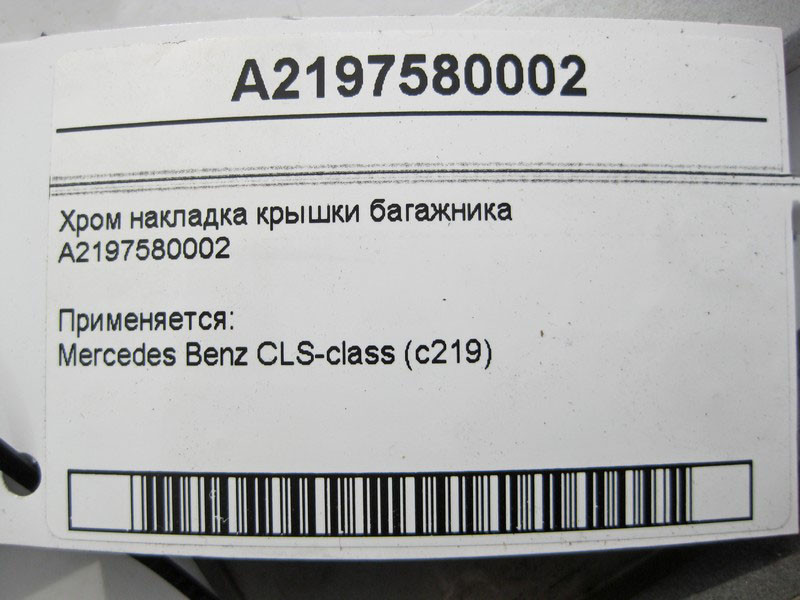 A2197580002
Хром накладка крышки багажника
A2197580002
Применяется:
Mercedes Benz CLS-class (c219)